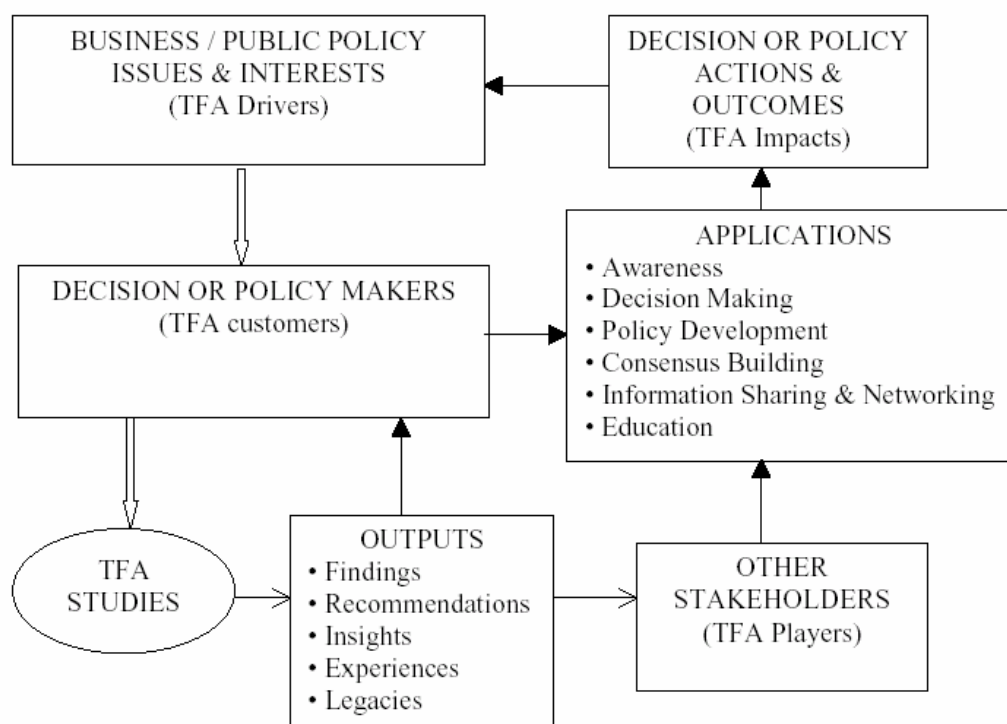 BUSINESS / PUBLIC POLICY
ISSUES & INTERESTS
(TFA Drivers)
DECISION OR POLICY
ACTIONS &
OUTCOMES
(TFA Impacts)
DECISION OR POLICY MAKERS
(TFA customers)
APPLICATIONS
• Awareness
• Decision Making
• Policy Development
• Consensus Building
• Information Sharing & Networking
• Education
TFA
STUDIES
OUTPUTS
• Findings
• Recommendations
• Insights
• Experiences
• Legacies
OTHER
STAKEHOLDERS
(TFA Players)